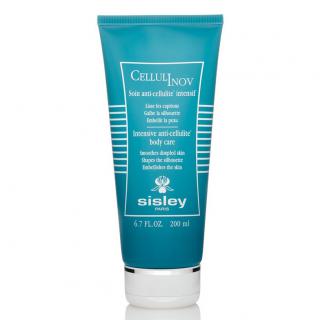 CELLULINOV
Soin anti-cellulite* intensif
Lisse les capitons
Galbe la silhouette
Embellit la peau
Intensive anti-cellulite*
body care
Smoothes dimpled skin
Shapes the silhouette
Embellishes the skin
sisley
PARIS
6.7 FL.OZ. 200 ml